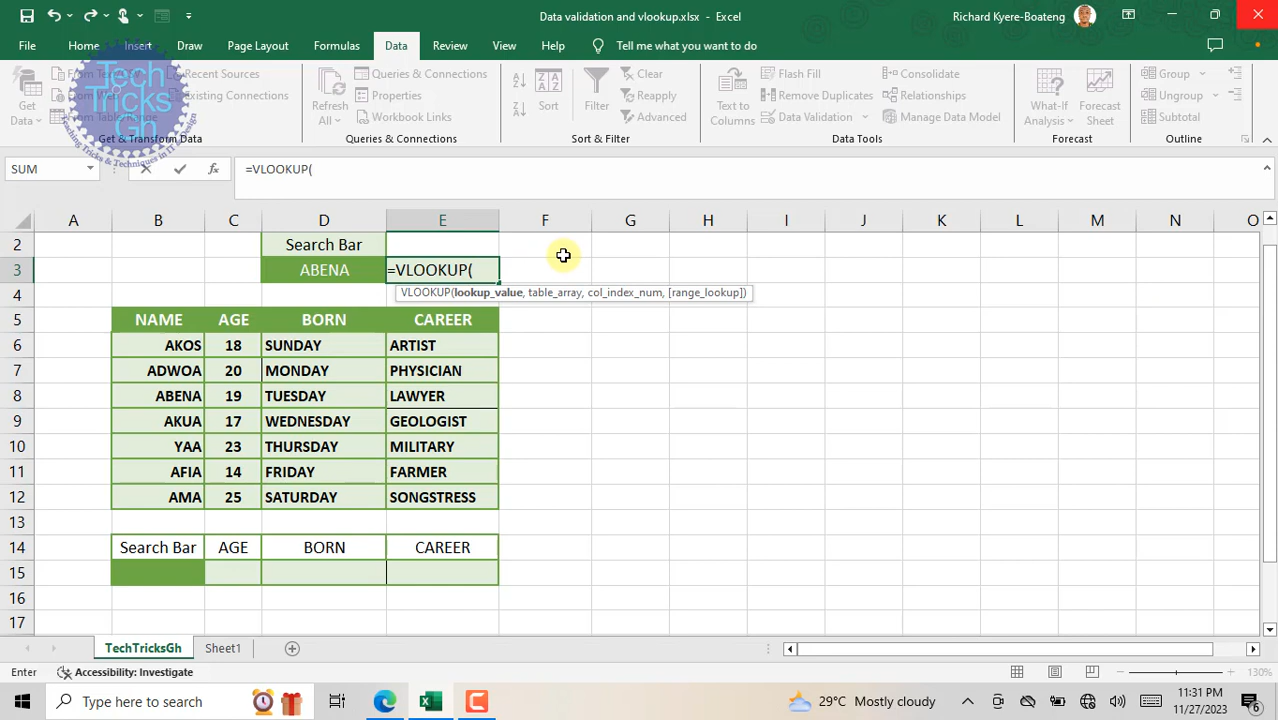 Data validation and vlookup.xlsx - Excel
Richard Kyere-Boateng
File Home Insert Draw Page Layout Formulas Data Review View Help Tell me what you want to do
Get Data
Recent Sources
Existing Connections
Get & Transform Data
Refresh All
Queries & Connections
Properties
Workbook Links
Queries & Connections
Sort
Filter
Clear
Reapply
Advanced
Sort & Filter
Text to Columns
Flash Fill
Remove Duplicates
Data Validation
Consolidate
Relationships
Manage Data Model
Data Tools
What-If Analysis
Forecast Sheet
Forecast
Group
Ungroup
Subtotal
Outline
Tech
Tricks
Gh
SUM
fx
=VLOOKUP(
A B C D E F G H I J K L M N O
2 Search Bar
3 ABENA =VLOOKUP(
VLOOKUP(lookup_value, table_array, col_index_num, [range_lookup])
4
5 NAME AGE BORN CAREER
6 AKOS 18 SUNDAY ARTIST
7 ADWOA 20 MONDAY PHYSICIAN
8 ABENA 19 TUESDAY LAWYER
9 AKUA 17 WEDNESDAY GEOLOGIST
10 YAA 23 THURSDAY MILITARY
11 AFIA 14 FRIDAY FARMER
12 AMA 25 SATURDAY SONGSTRESS
13
14 Search Bar AGE BORN CAREER
15
16
17
TechTricksGh Sheet1
Enter Accessibility: Investigate 130%
Type here to search
29°C Mostly cloudy
11:31 PM
11/27/2023
6